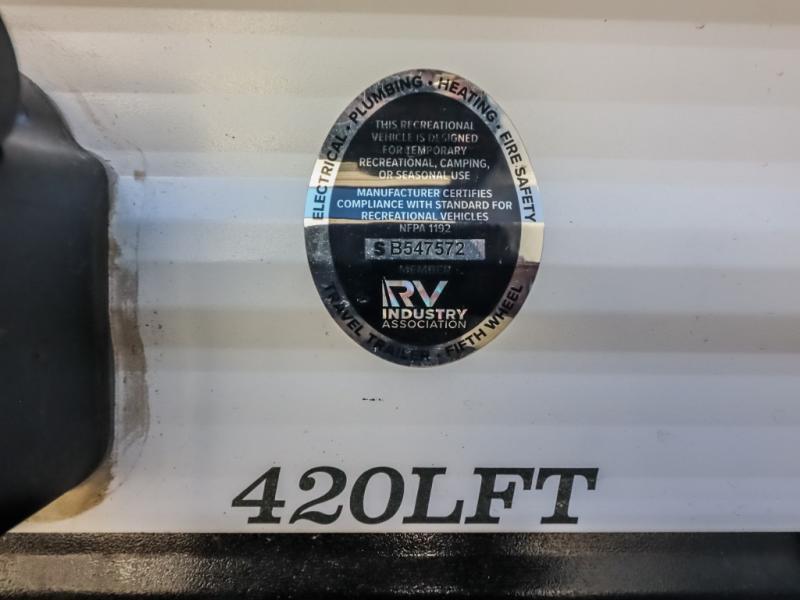 ELECTRICAL · PLUMBING · HEATING · FIRE SAFETY
THIS RECREATIONAL
VEHICLE IS DESIGNED
FOR TEMPORARY
RECREATIONAL, CAMPING,
OR SEASONAL USE
MANUFACTURER CERTIFIES
COMPLIANCE WITH STANDARD FOR
RECREATIONAL VEHICLES
NFPA 1192
S B547572
MEMBER
RV
INDUSTRY
ASSOCIATION
TRAVEL TRAILER · FIFTH WHEEL
420LFT